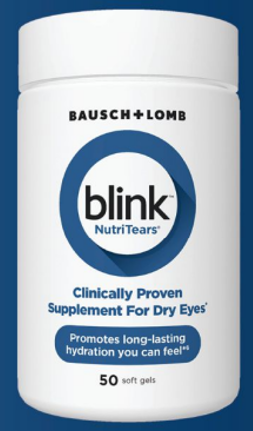 BAUSCH + LOMB
blink™
NutriTears®
Clinically Proven
Supplement For Dry Eyes*
Promotes long-lasting
hydration you can feel*§
50 soft gels